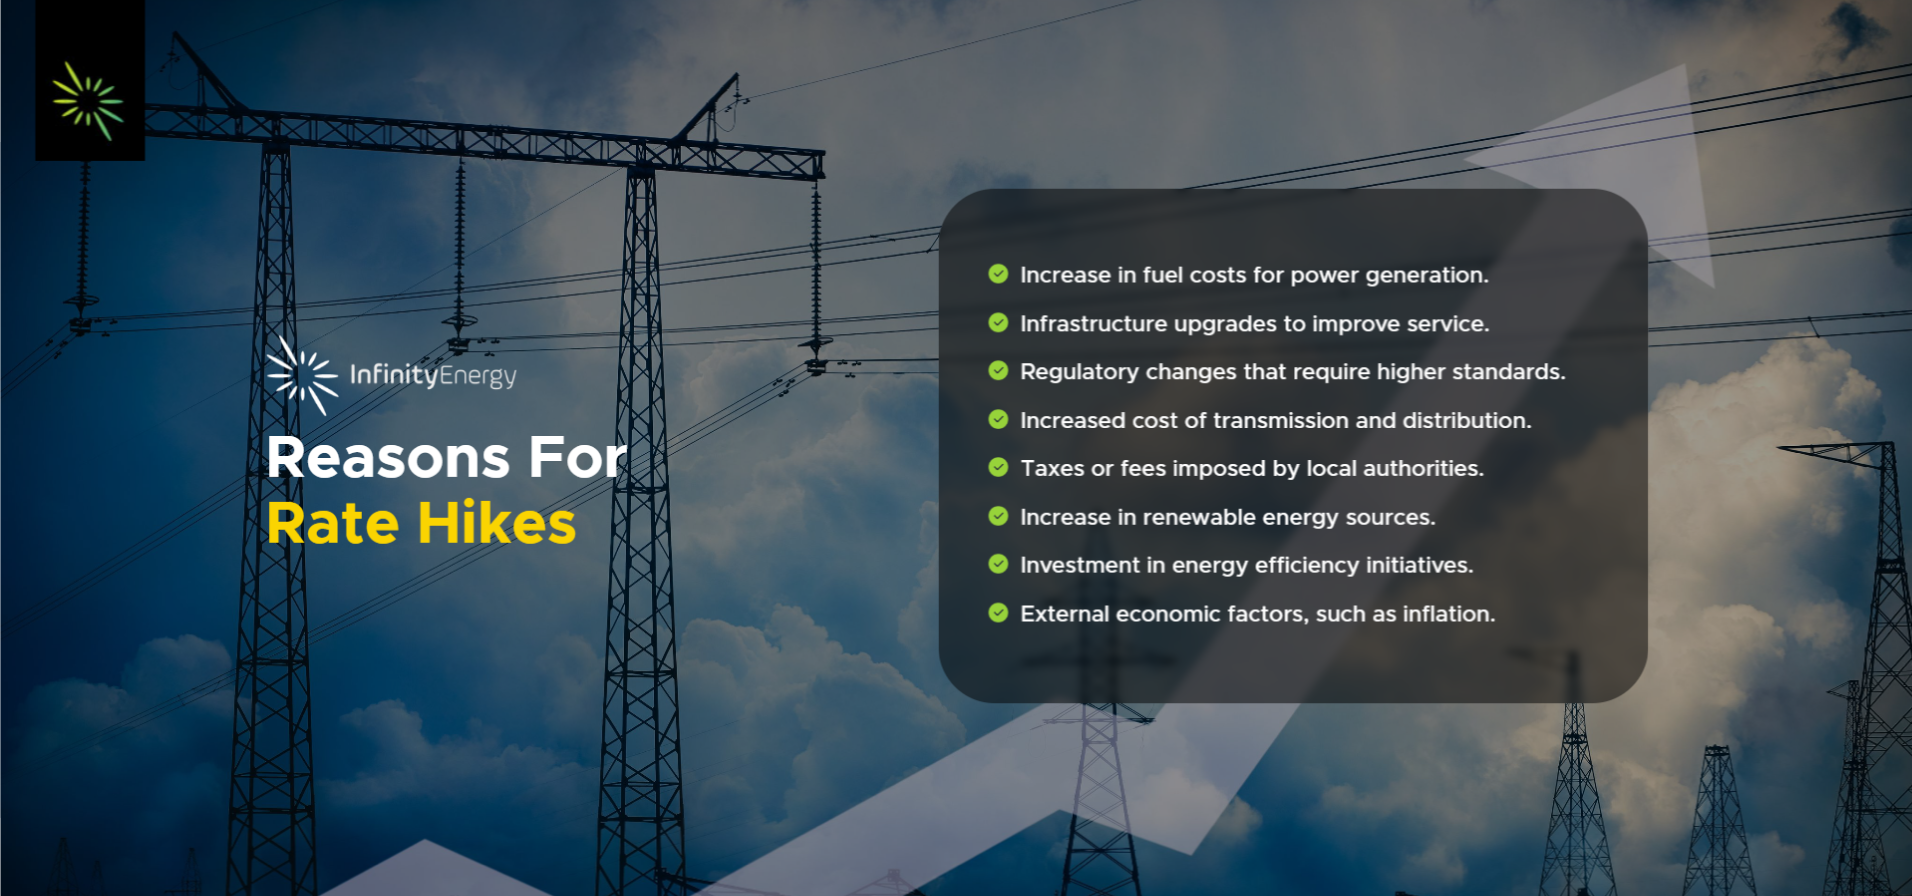 InfinityEnergy
Reasons For
Rate Hikes
Increase in fuel costs for power generation.
Infrastructure upgrades to improve service.
Regulatory changes that require higher standards.
Increased cost of transmission and distribution.
Taxes or fees imposed by local authorities.
Increase in renewable energy sources.
Investment in energy efficiency initiatives.
External economic factors, such as inflation.